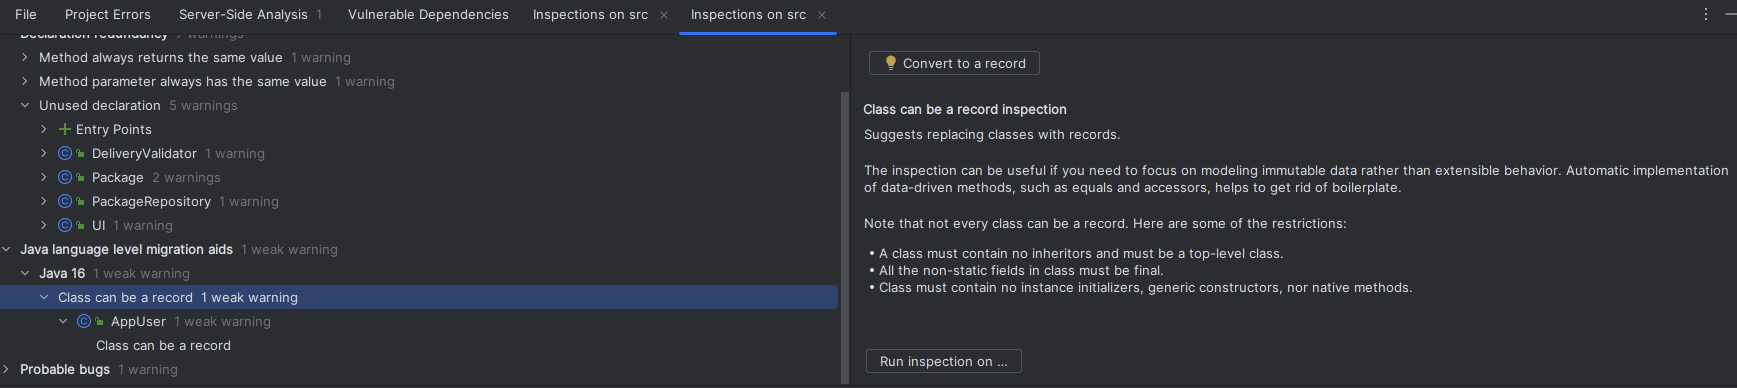 File Project Errors Server-Side Analysis 1 Vulnerable Dependencies Inspections on src Inspections on src
Declaration redundancy 7 warnings
Method always returns the same value 1 warning
Method parameter always has the same value 1 warning
Unused declaration 5 warnings
Entry Points
DeliveryValidator 1 warning
Package 2 warnings
PackageRepository 1 warning
UI 1 warning
Java language level migration aids 1 weak warning
Java 16 1 weak warning
Class can be a record 1 weak warning
AppUser 1 weak warning
Class can be a record
Probable bugs 1 warning
Convert to a record
Class can be a record inspection
Suggests replacing classes with records.
The inspection can be useful if you need to focus on modeling immutable data rather than extensible behavior. Automatic implementation
of data-driven methods, such as equals and accessors, helps to get rid of boilerplate.
Note that not every class can be a record. Here are some of the restrictions:
• A class must contain no inheritors and must be a top-level class.
• All the non-static fields in class must be final.
• Class must contain no instance initializers, generic constructors, nor native methods.
Run inspection on ...